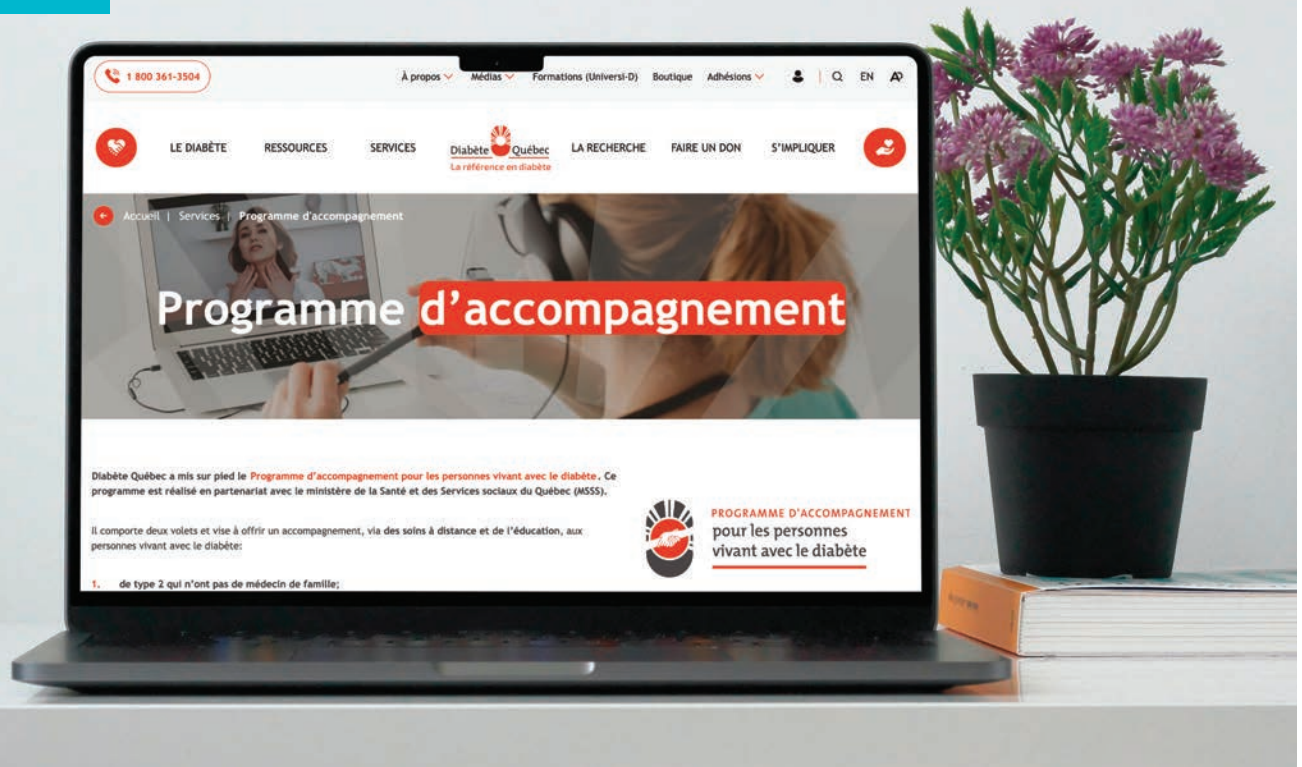 1 800 361-3504
À propos Médias Formations (Universi-D) Boutique Adhésions EN
LE DIABÈTE RESSOURCES SERVICES Diabète Québec LA RECHERCHE FAIRE UN DON S'IMPLIQUER
La référence en diabète
Accueil | Services | Programme d'accompagnement
Programme d'accompagnement
Diabète Québec a mis sur pied le Programme d'accompagnement pour les personnes vivant avec le diabète. Ce
programme est réalisé en partenariat avec le ministère de la Santé et des Services sociaux du Québec (MSSS).
Il comporte deux volets et vise à offrir un accompagnement, via des soins à distance et de l'éducation, aux
personnes vivant avec le diabète:
1. de type 2 qui n'ont pas de médecin de famille;
PROGRAMME D'ACCOMPAGNEMENT
pour les personnes
vivant avec le diabète